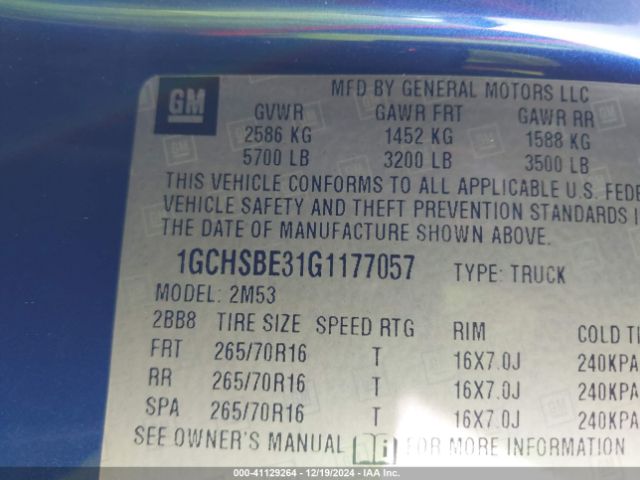 GM
MFD BY GENERAL MOTORS LLC
GVWR GAWR FRT GAWR RR
2586 KG 1452 KG 1588 KG
5700 LB 3200 LB 3500 LB
THIS VEHICLE CONFORMS TO ALL APPLICABLE U.S. FEDE
VEHICLE SAFETY AND THEFT PREVENTION STANDARDS I
THE DATE OF MANUFACTURE SHOWN ABOVE.
1GCHSBE31G1177057 TYPE: TRUCK
MODEL: 2M53
2BB8 TIRE SIZE SPEED RTG RIM COLD TI
FRT 265/70R16 T 16X7.0J 240KPA
RR 265/70R16 T 16X7.0J 240KPA
SPA 265/70R16 T 16X7.0J 240KPA
SEE OWNER'S MANUAL i FOR MORE INFORMATION
000-41129264 - 12/19/2024 - IAA Inc.